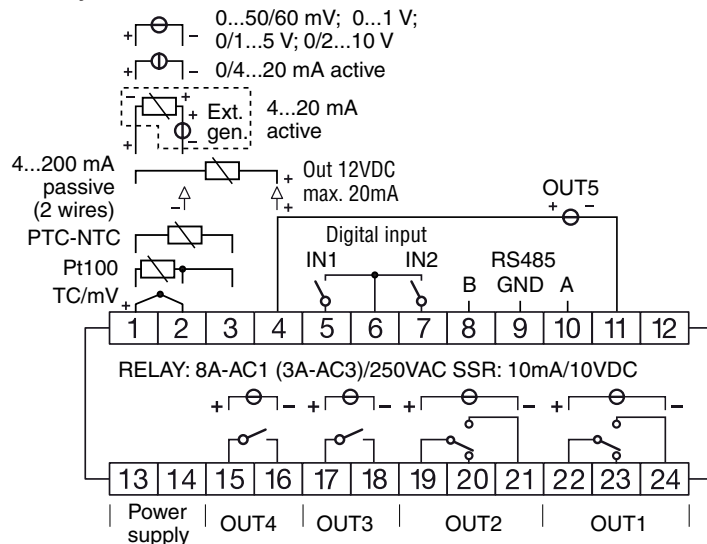 0...50/60 mV; 0...1 V;
0/1...5 V; 0/2...10 V
+ −
0/4...20 mA active
+ −
− +
+ −
+
Ext.
gen.
4...20 mA
active
4...200 mA
passive
(2 wires)
+
Out 12VDC
max. 20mA
− +
OUT5
+ −
PTC-NTC
Digital input
Pt100
IN1 IN2
RS485
B GND A
TC/mV +
1 2 3 4 5 6 7 8 9 10 11 12
RELAY: 8A-AC1 (3A-AC3)/250VAC SSR: 10mA/10VDC
+ − + − + − + −
13 14 15 16 17 18 19 20 21 22 23 24
Power
supply
OUT4 OUT3 OUT2 OUT1